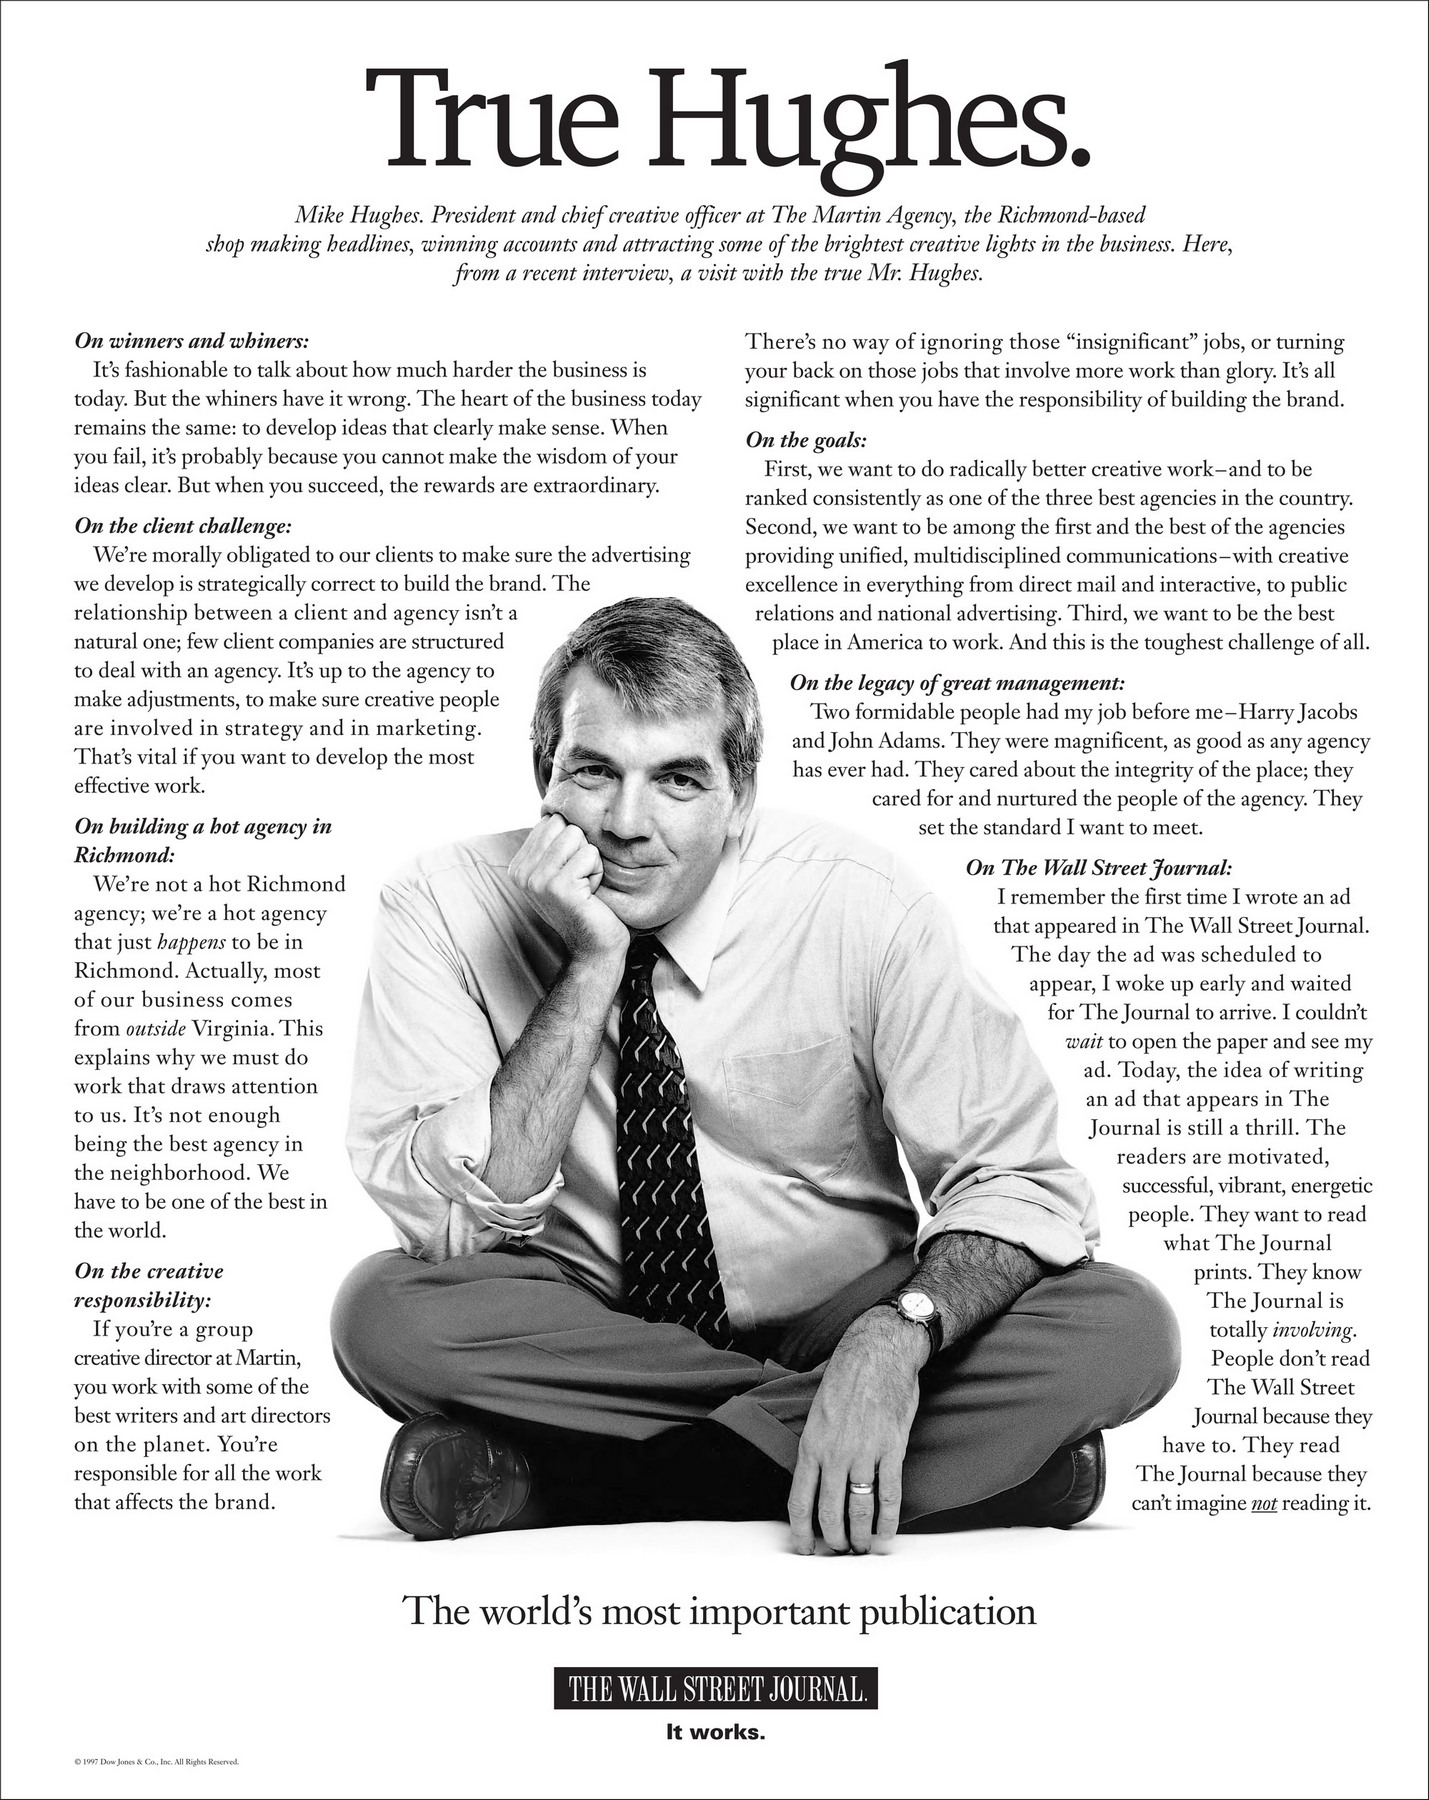 True Hughes.
Mike Hughes. President and chief creative officer at The Martin Agency, the Richmond-based
shop making headlines, winning accounts and attracting some of the brightest creative lights in the business. Here,
from a recent interview, a visit with the true Mr. Hughes.
On winners and whiners:
It's fashionable to talk about how much harder the business is
today. But the whiners have it wrong. The heart of the business today
remains the same: to develop ideas that clearly make sense. When
you fail, it's probably because you cannot make the wisdom of your
ideas clear. But when you succeed, the rewards are extraordinary.
On the client challenge:
We're morally obligated to our clients to make sure the advertising
we develop is strategically correct to build the brand. The
relationship between a client and agency isn't a
natural one; few client companies are structured
to deal with an agency. It's up to the agency to
make adjustments, to make sure creative people
are involved in strategy and in marketing.
That's vital if you want to develop the most
effective work.
On building a hot agency in
Richmond:
We're not a hot Richmond
agency; we're a hot agency
that just happens to be in
Richmond. Actually, most
of our business comes
from outside Virginia. This
explains why we must do
work that draws attention
to us. It's not enough
being the best agency in
the neighborhood. We
have to be one of the best in
the world.
On the creative
responsibility:
If you're a group
creative director at Martin,
you work with some of the
best writers and art directors
on the planet. You're
responsible for all the work
that affects the brand.
There's no way of ignoring those “insignificant” jobs, or turning
your back on those jobs that involve more work than glory. It's all
significant when you have the responsibility of building the brand.
On the goals:
First, we want to do radically better creative work–and to be
ranked consistently as one of the three best agencies in the country.
Second, we want to be among the first and the best of the agencies
providing unified, multidisciplined communications–with creative
excellence in everything from direct mail and interactive, to public
relations and national advertising. Third, we want to be the best
place in America to work. And this is the toughest challenge of all.
On the legacy of great management:
Two formidable people had my job before me–Harry Jacobs
and John Adams. They were magnificent, as good as any agency
has ever had. They cared about the integrity of the place; they
cared for and nurtured the people of the agency. They
set the standard I want to meet.
On The Wall Street Journal:
I remember the first time I wrote an ad
that appeared in The Wall Street Journal.
The day the ad was scheduled to
appear, I woke up early and waited
for The Journal to arrive. I couldn't
wait to open the paper and see my
ad. Today, the idea of writing
an ad that appears in The
Journal is still a thrill. The
readers are motivated,
successful, vibrant, energetic
people. They want to read
what The Journal
prints. They know
The Journal is
totally involving.
People don't read
The Wall Street
Journal because they
have to. They read
The Journal because they
can't imagine not reading it.
The world's most important publication
THE WALL STREET JOURNAL.
It works.
© 1997 Dow Jones & Co., Inc. All Rights Reserved.